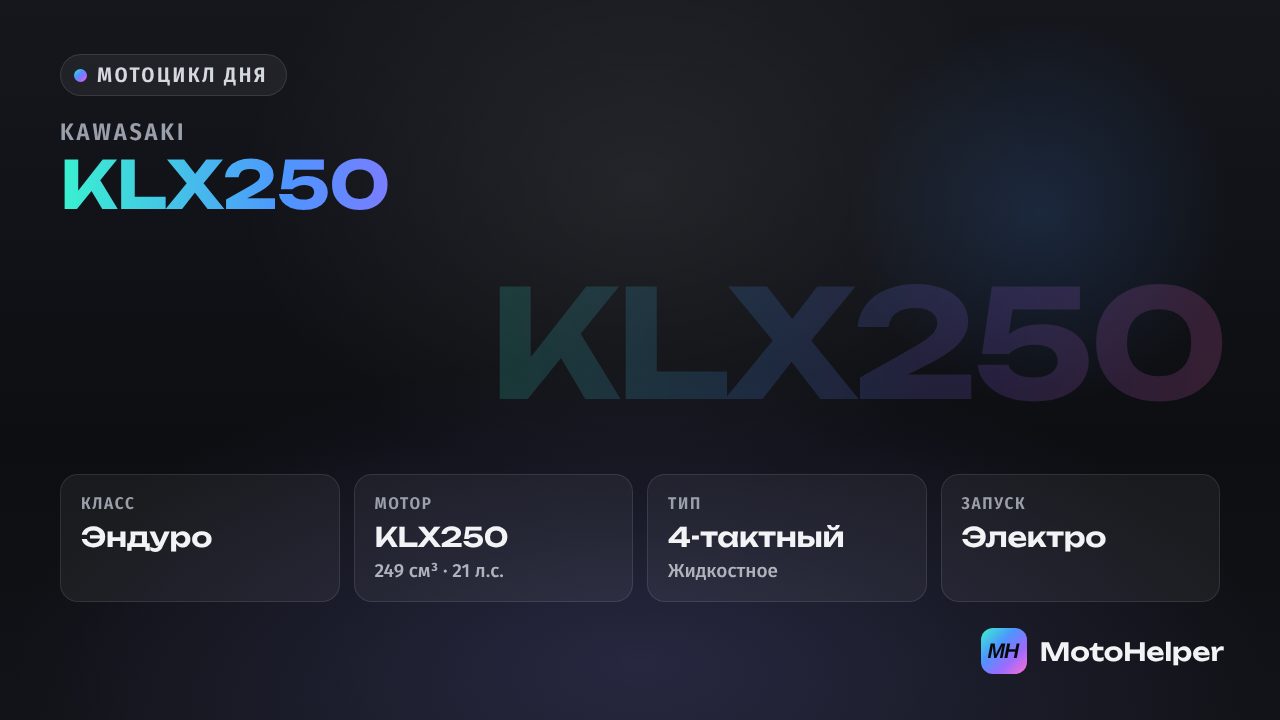 МОТОЦИКЛ ДНЯ
KAWASAKI
KLX250
KLX250
КЛАСС
Эндуро
МОТОР
KLX250
249 см³ · 21 л.с.
ТИП
4-тактный
Жидкостное
ЗАПУСК
Электро
MH MotoHelper